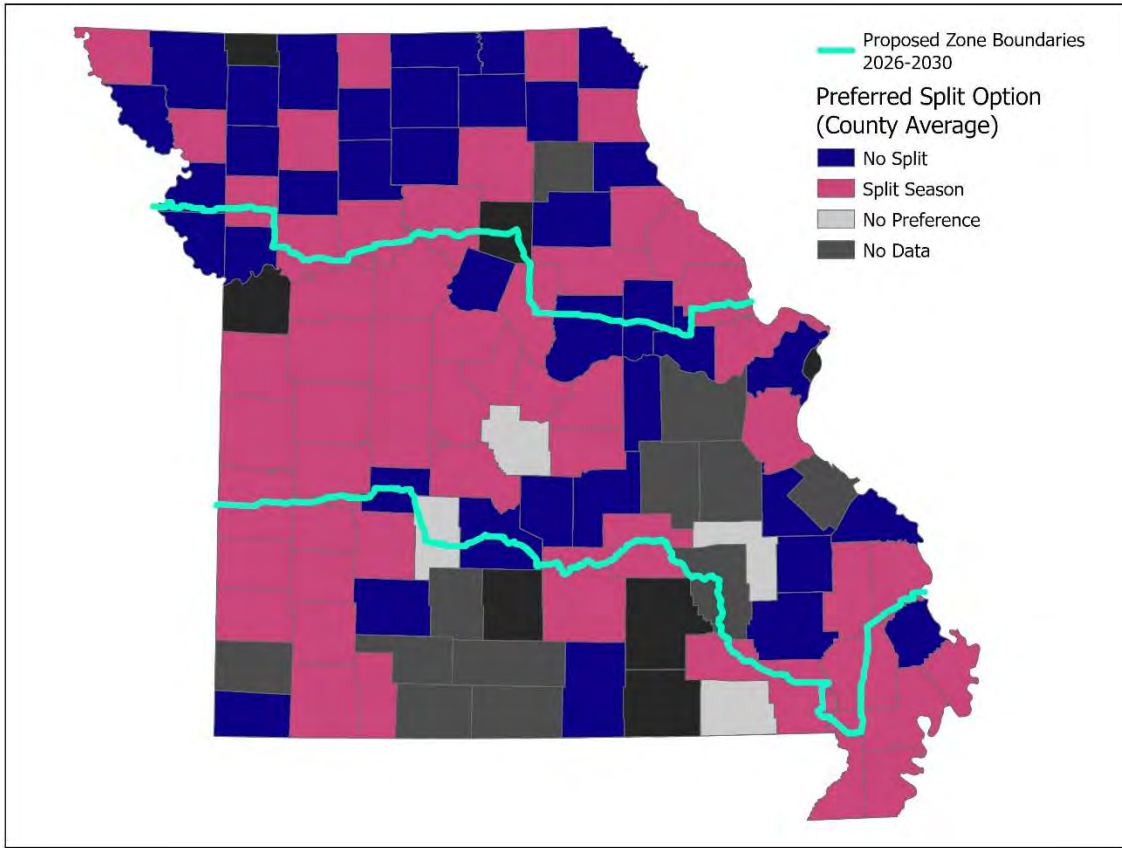 Proposed Zone Boundaries
2026-2030
Preferred Split Option
(County Average)
No Split
Split Season
No Preference
No Data